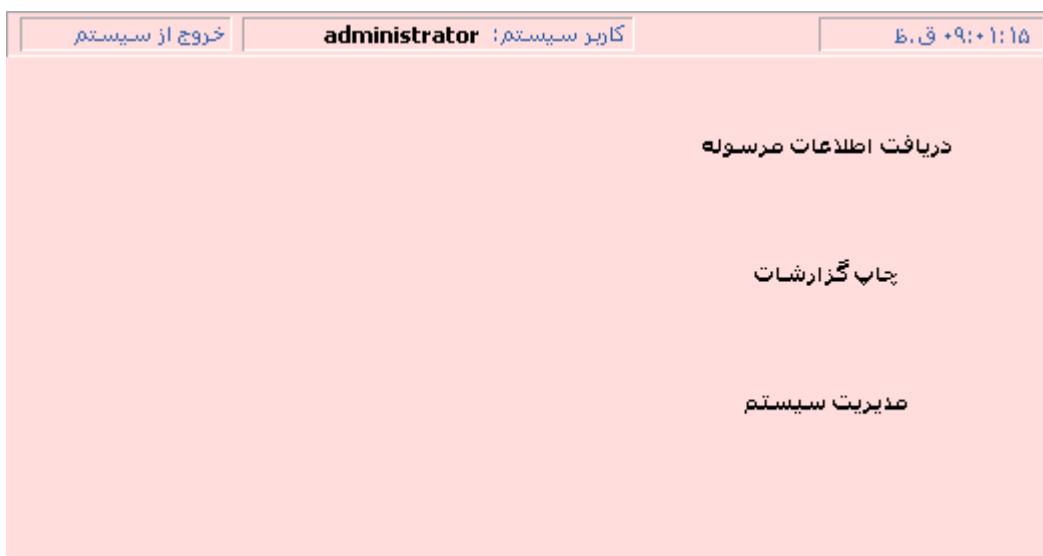 ۰۹:۰۱:۱۵ ق.ظ کاربر سیستم: administrator خروج از سیستم
دریافت اطلاعات مرسوله
چاپ گزارشات
مدیریت سیستم